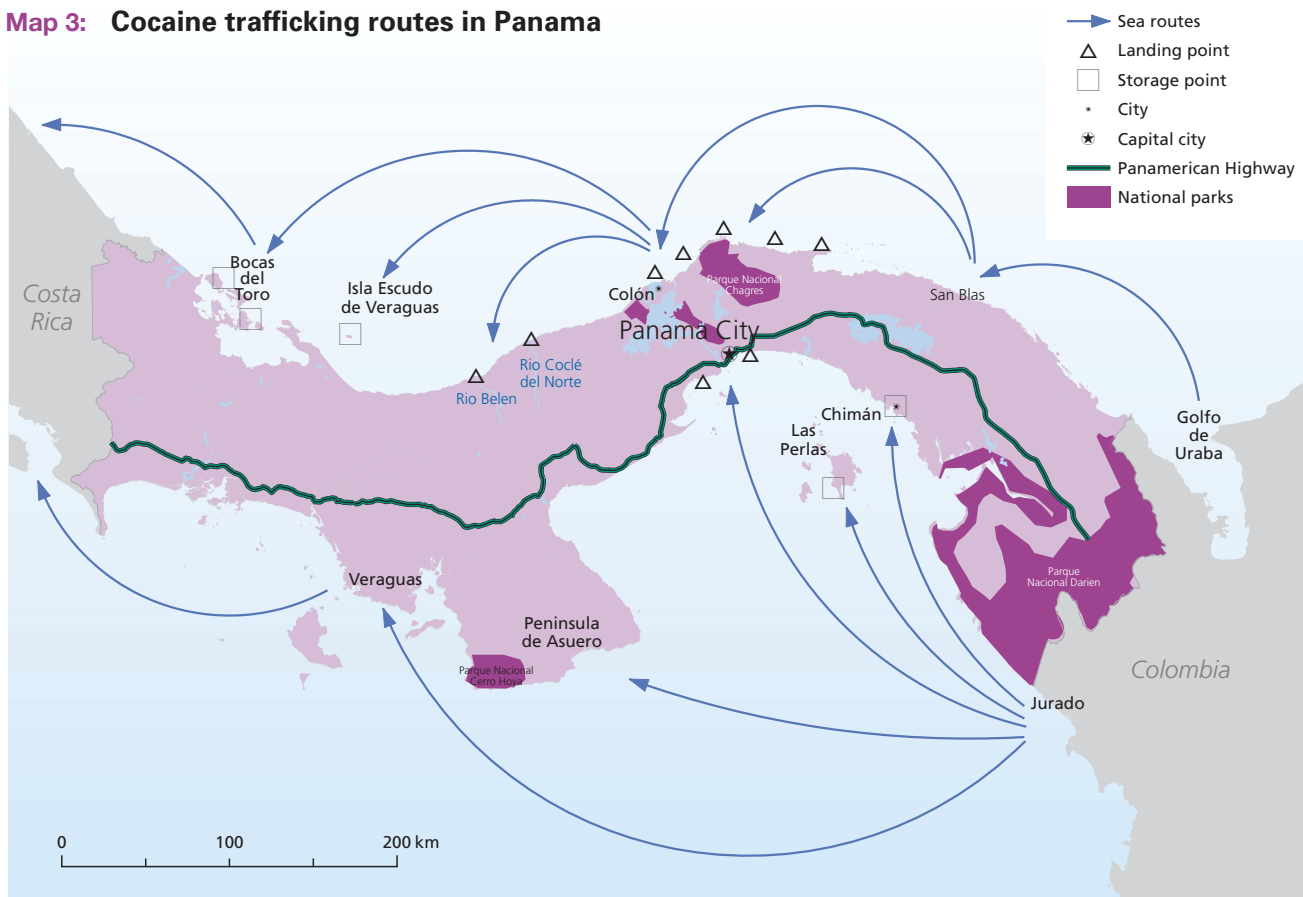 Map 3: Cocaine trafficking routes in Panama
Sea routes
Landing point
Storage point
City
Capital city
Panamerican Highway
National parks
Costa
Rica
Bocas
del
Toro
Isla Escudo
de Veraguas
Colón
Parque Nacional
Chagres
San Blas
Panama City
Rio Coclé
del Norte
Rio Belen
Chimán
Las
Perlas
Golfo
de
Uraba
Veraguas
Peninsula
de Asuero
Parque Nacional
Cerro Hoya
Parque
Nacional Darien
Colombia
Jurado
0
100
200 km